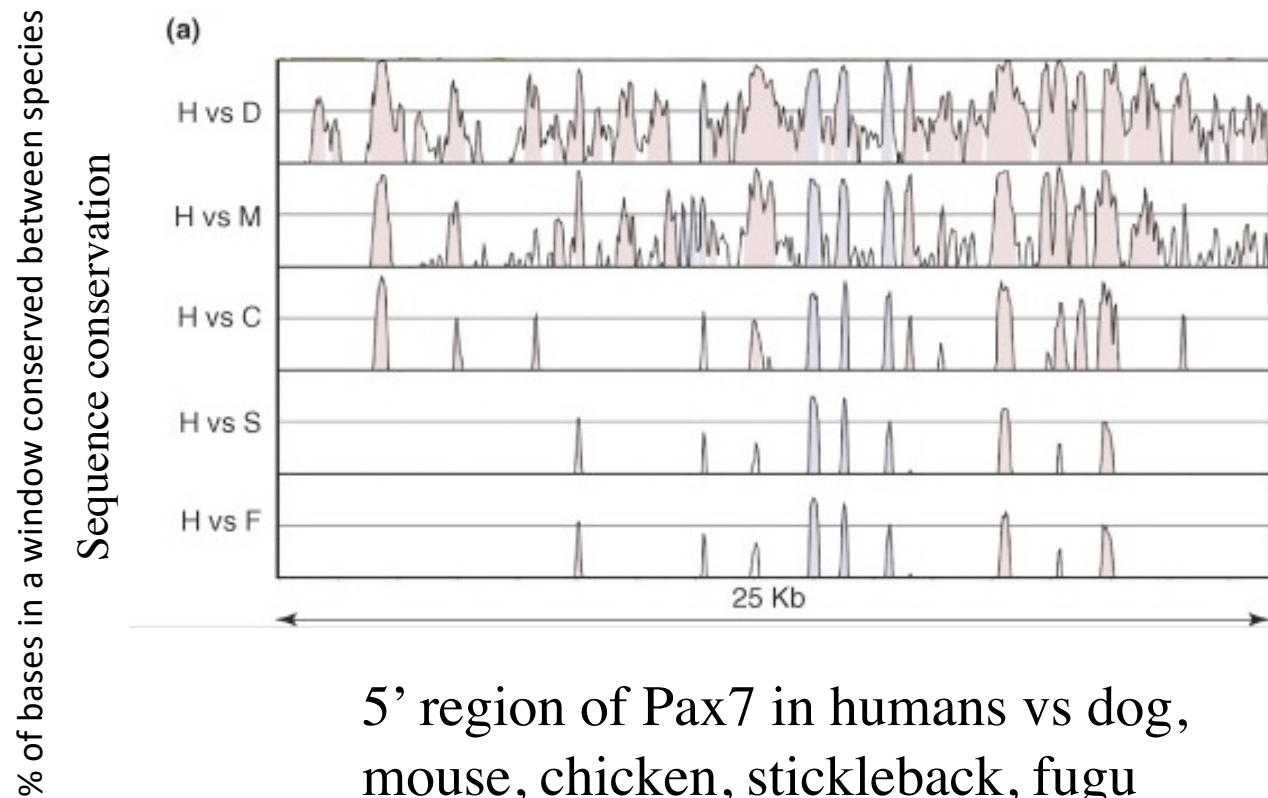 % of bases in a window conserved between species
Sequence conservation
(a)
H vs D
H vs M
H vs C
H vs S
H vs F
25 Kb
5’ region of Pax7 in humans vs dog,
mouse, chicken, stickleback, fugu